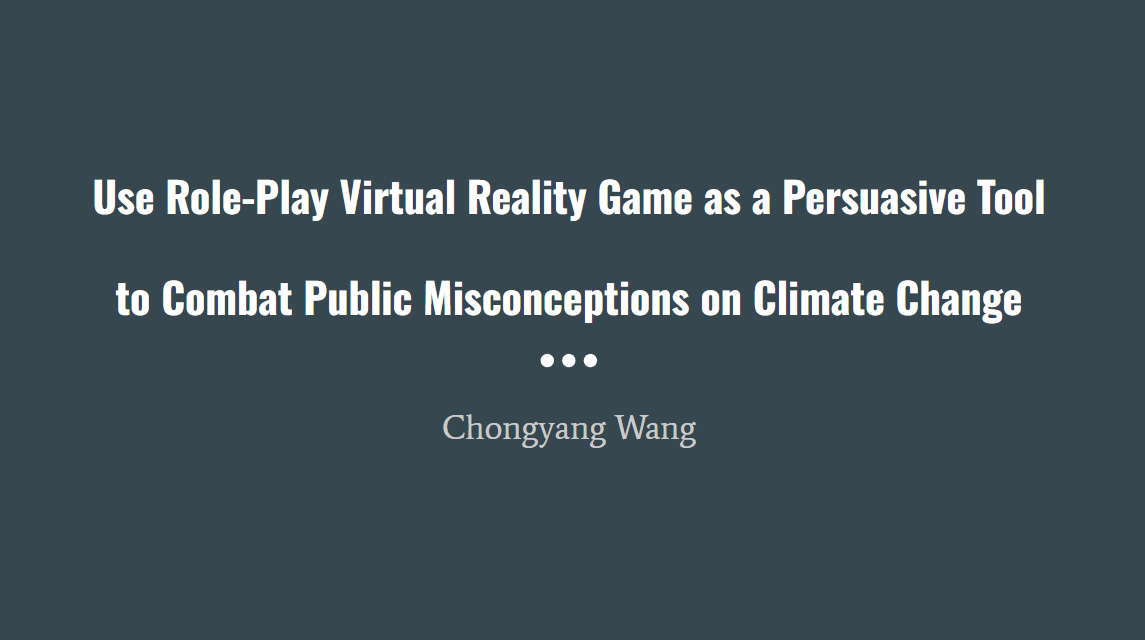 Use Role-Play Virtual Reality Game as a Persuasive Tool
to Combat Public Misconceptions on Climate Change
Chongyang Wang